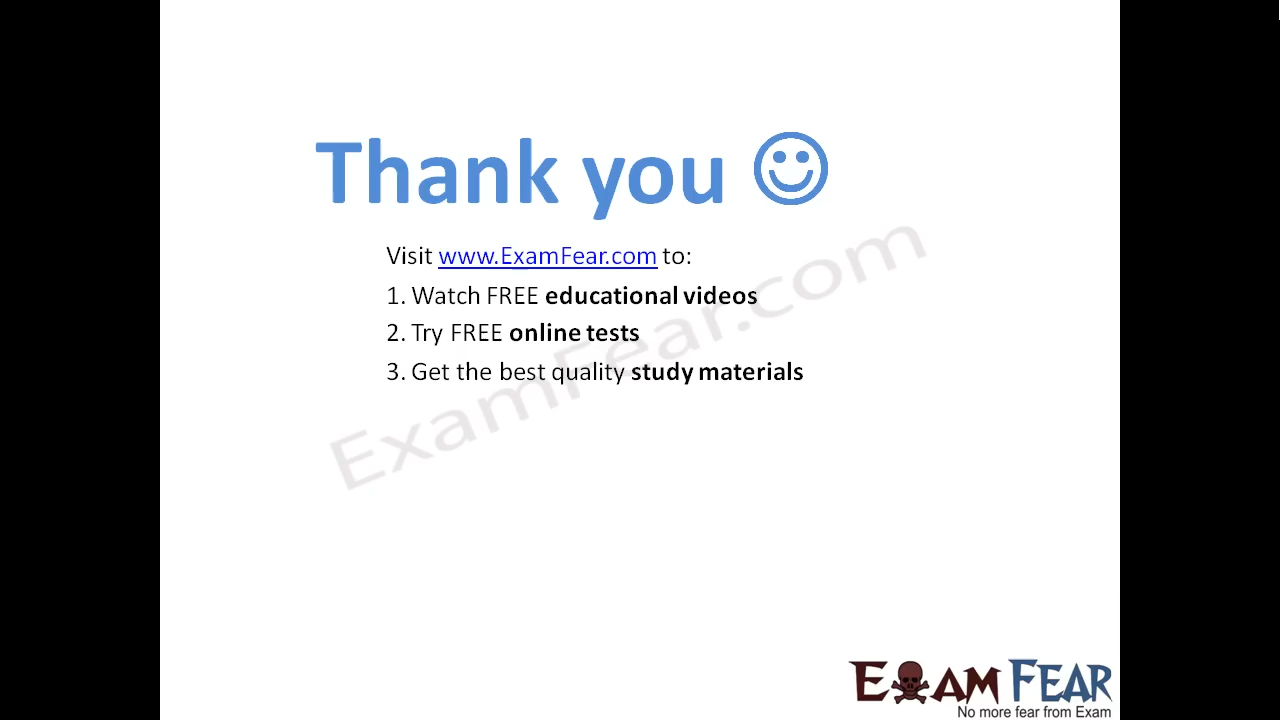 Thank you ☺
Visit www.ExamFear.com to:
1. Watch FREE educational videos
2. Try FREE online tests
3. Get the best quality study materials
ExamFear.com
EXAM FEAR
No more fear from Exam